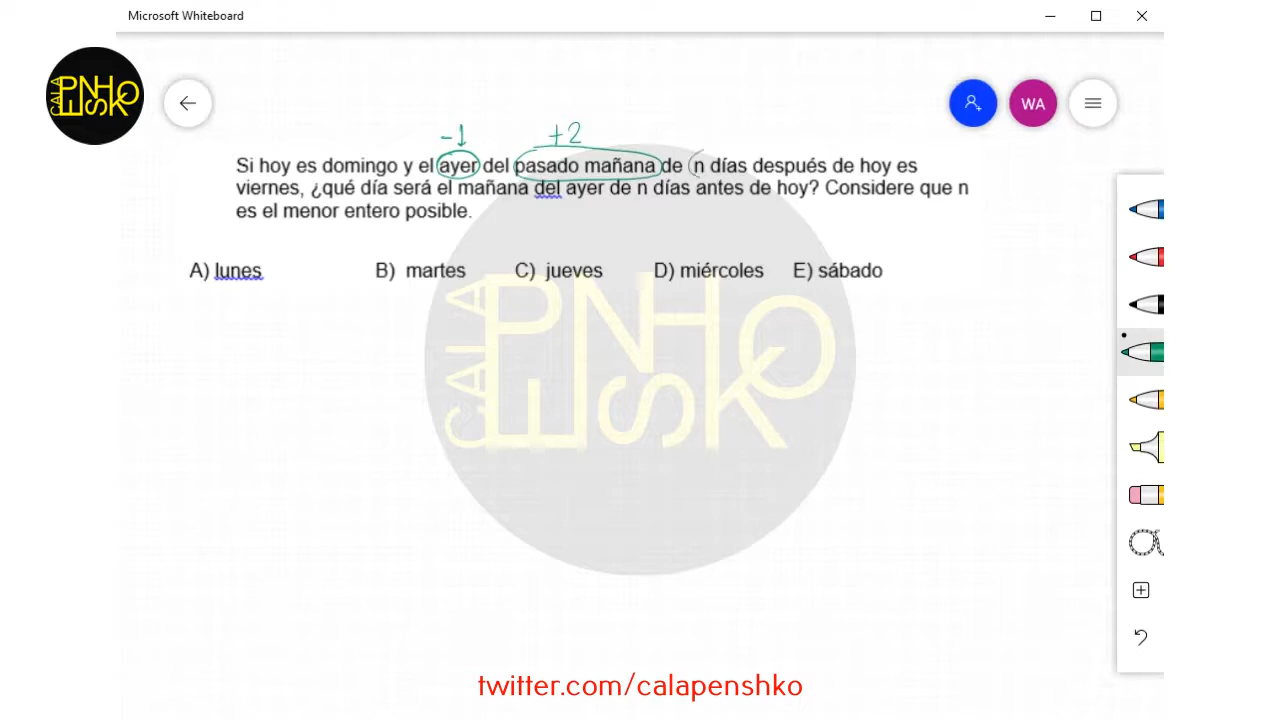 Microsoft Whiteboard
CALA
PENHO
ESK
WA
-1 +2
Si hoy es domingo y el ayer del pasado mañana de n días después de hoy es
viernes, ¿qué día será el mañana del ayer de n días antes de hoy? Considere que n
es el menor entero posible.
A) lunes B) martes C) jueves D) miércoles E) sábado
CALA
PENHO
ESK
twitter.com/calapenshko